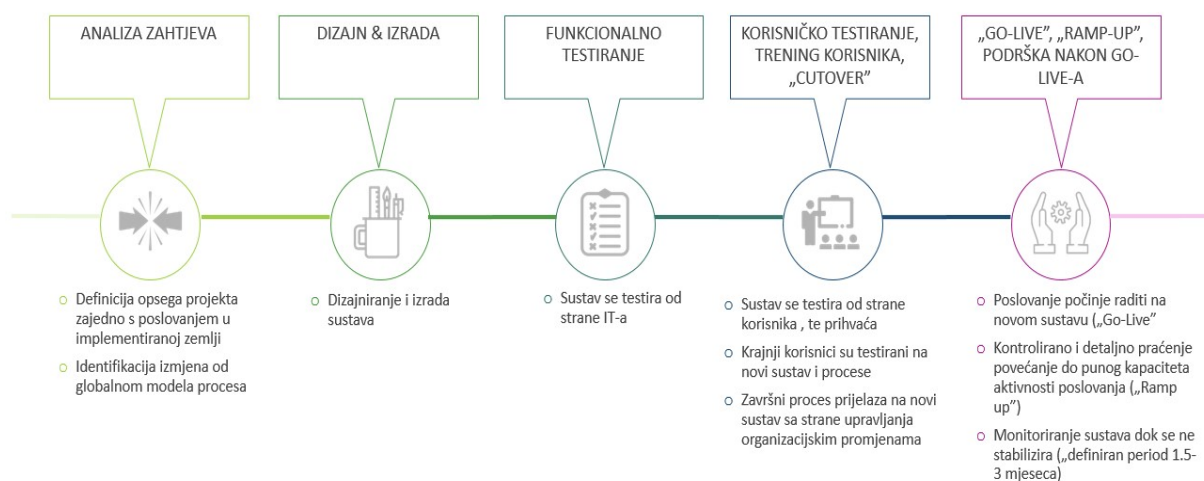 ANALIZA ZAHTJEVA
DIZAJN & IZRADA
FUNKCIONALNO
TESTIRANJE
KORISNIČKO TESTIRANJE,
TRENING KORISNIKA,
„CUTOVER”
„GO-LIVE”, „RAMP-UP”,
PODRŠKA NAKON GO-
LIVE-A
o Definicija opsega projekta
zajedno s poslovanjem u
implementiranoj zemlji
o Identifikacija izmjena od
globalnom modela procesa
o Dizajniranje i izrada
sustava
o Sustav se testira od
strane IT-a
o Sustav se testira od strane
korisnika , te prihvaća
o Krajnji korisnici su testirani na
novi sustav i procese
o Završni proces prijelaza na novi
sustav sa strane upravljanja
organizacijskim promjenama
o Poslovanje počinje raditi na
novom sustavu („Go-Live”
o Kontrolirano i detaljno praćenje
povećanje do punog kapaciteta
aktivnosti poslovanja („Ramp
up”)
o Monitoriranje sustava dok se ne
stabilizira („definiran period 1.5-
3 mjeseca)